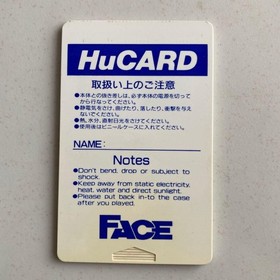 HuCARD
取扱い上のご注意
●本体との抜き差しは、必ず本体の電源を切って
から行なってください。
●静電気をさけ、曲げたり、落したり、衝撃を与え
ないでください。
●熱、水分、直射日光をさけてください。
●使用後はビニールケースに入れてください。
NAME:
Notes
●Don't bend, drop or subject to
shock.
●Keep away from static electricity,
heat, water and direct sunlight.
●Please put back in-to the case
after you played.
FACE